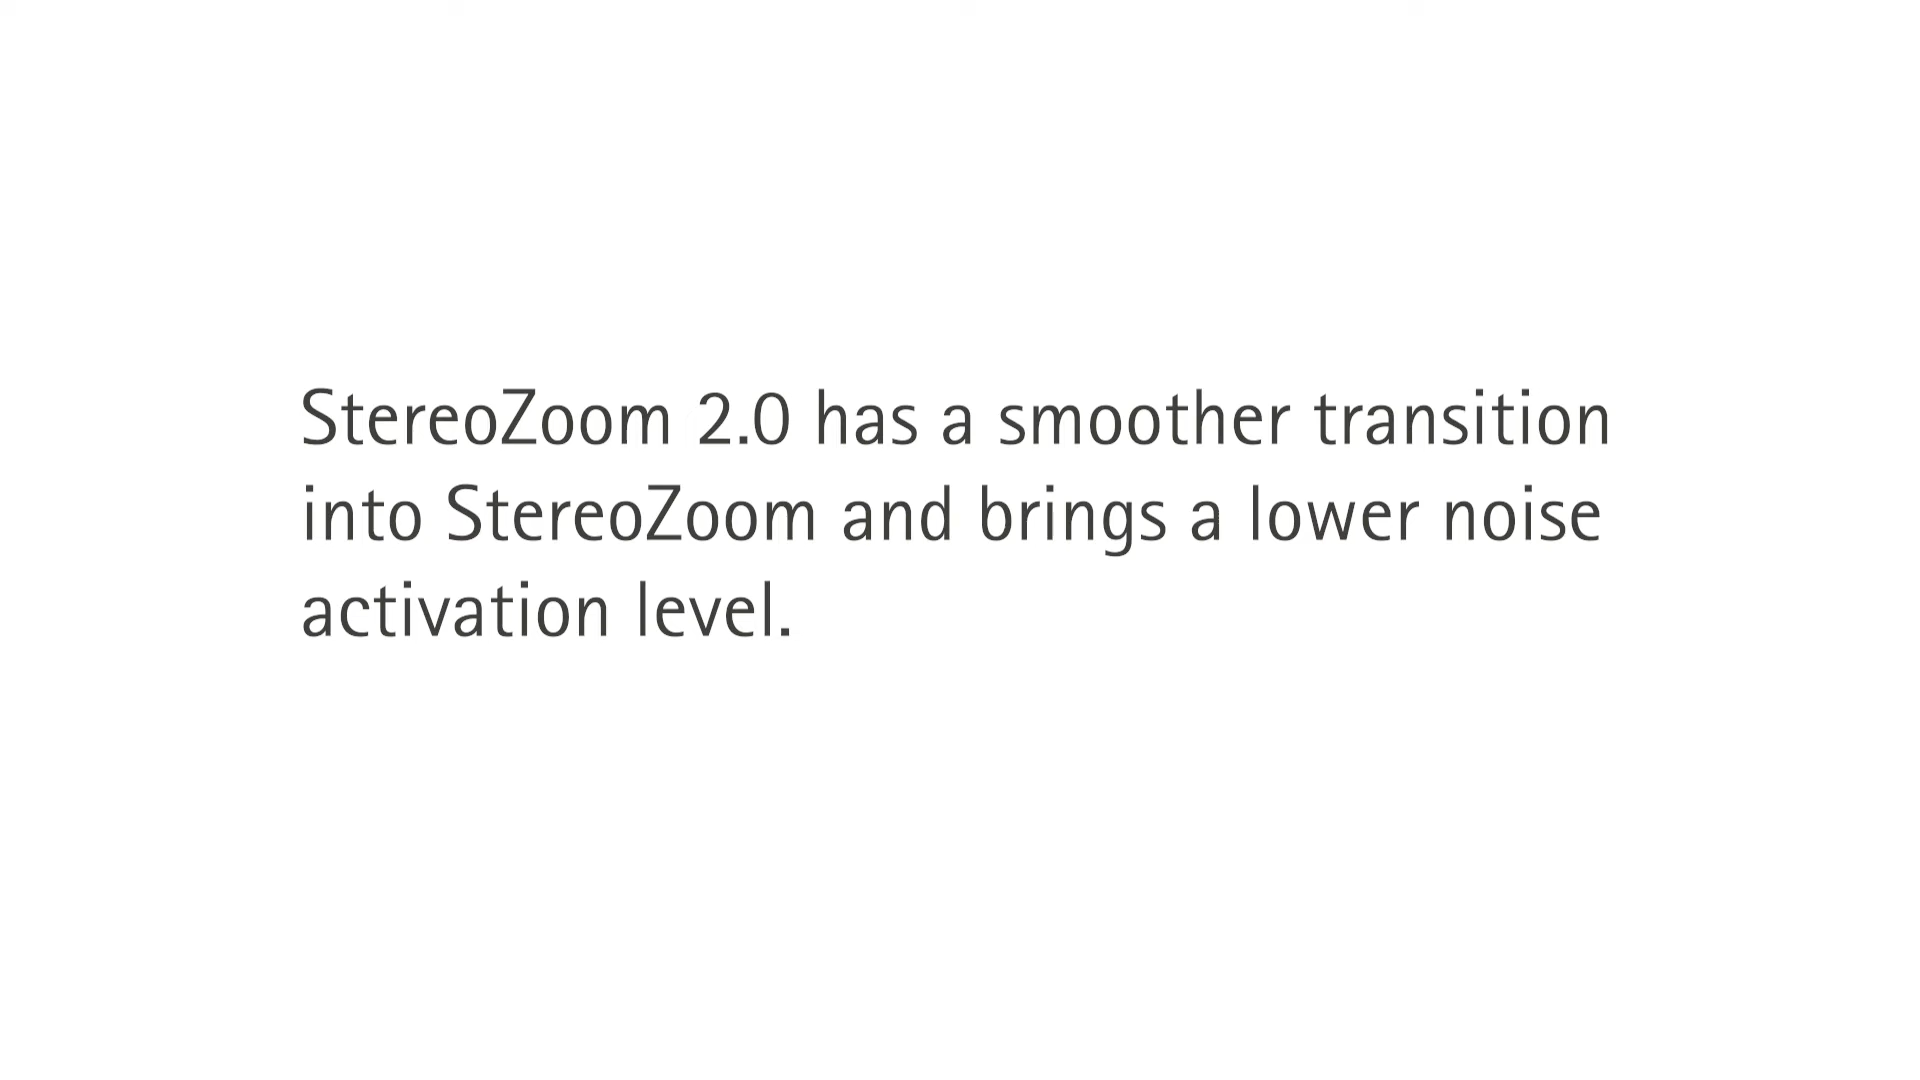 StereoZoom 2.0 has a smoother transition
into StereoZoom and brings a lower noise
activation level.